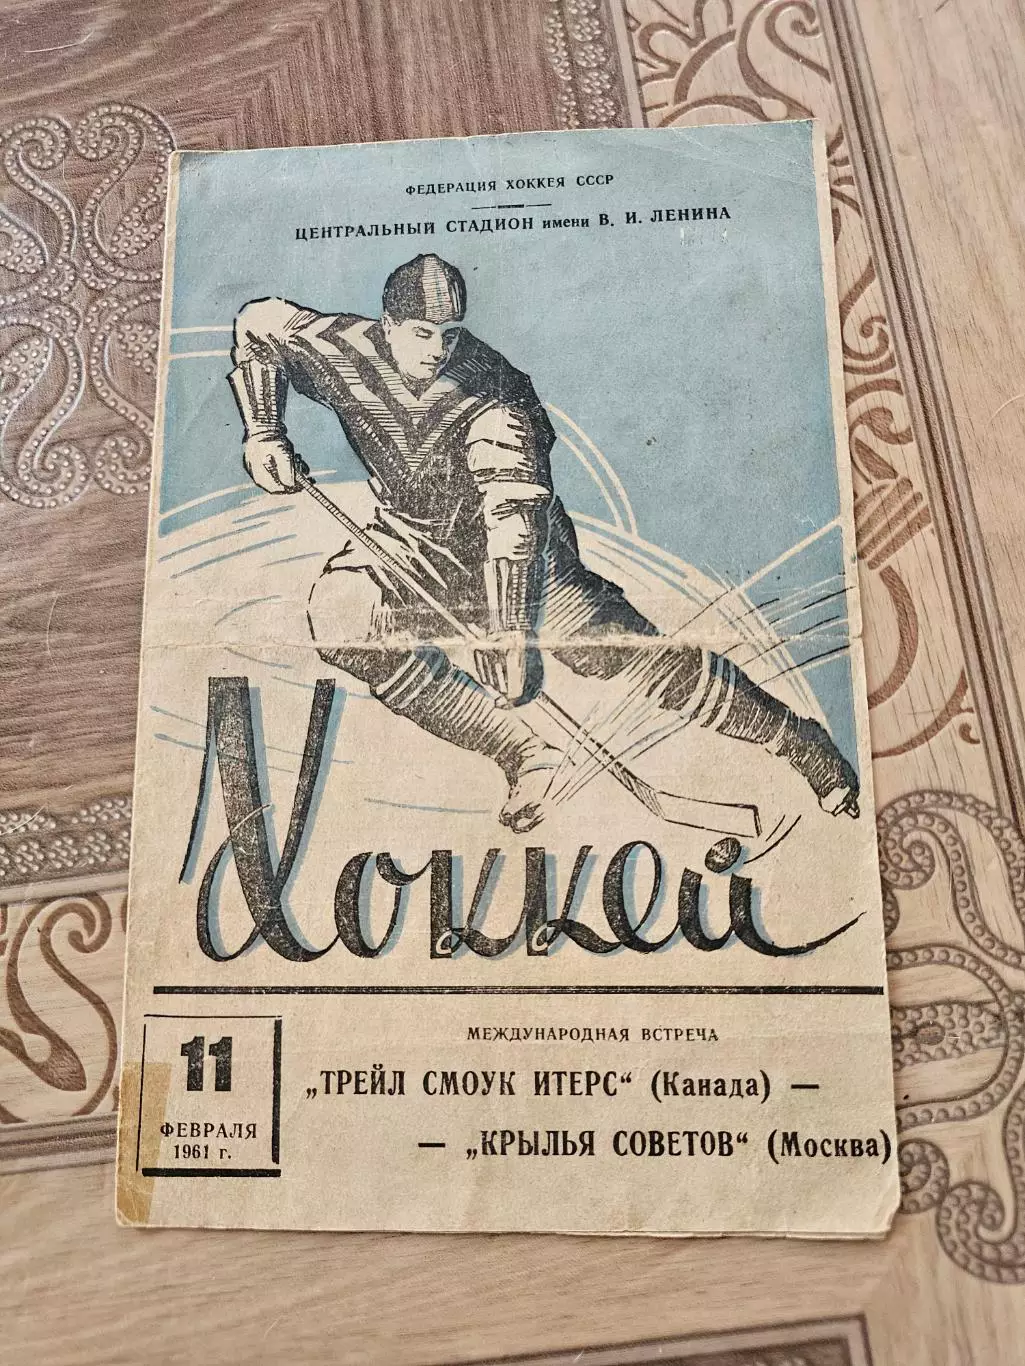 ФЕДЕРАЦИЯ ХОККЕЯ СССР
ЦЕНТРАЛЬНЫЙ СТАДИОН имени В. И. ЛЕНИНА
Хоккей
11
ФЕВРАЛЯ
1961 г.
МЕЖДУНАРОДНАЯ ВСТРЕЧА
„ТРЕЙЛ СМОУК ИТЕРС“ (Канада) —
— „КРЫЛЬЯ СОВЕТОВ“ (Москва)